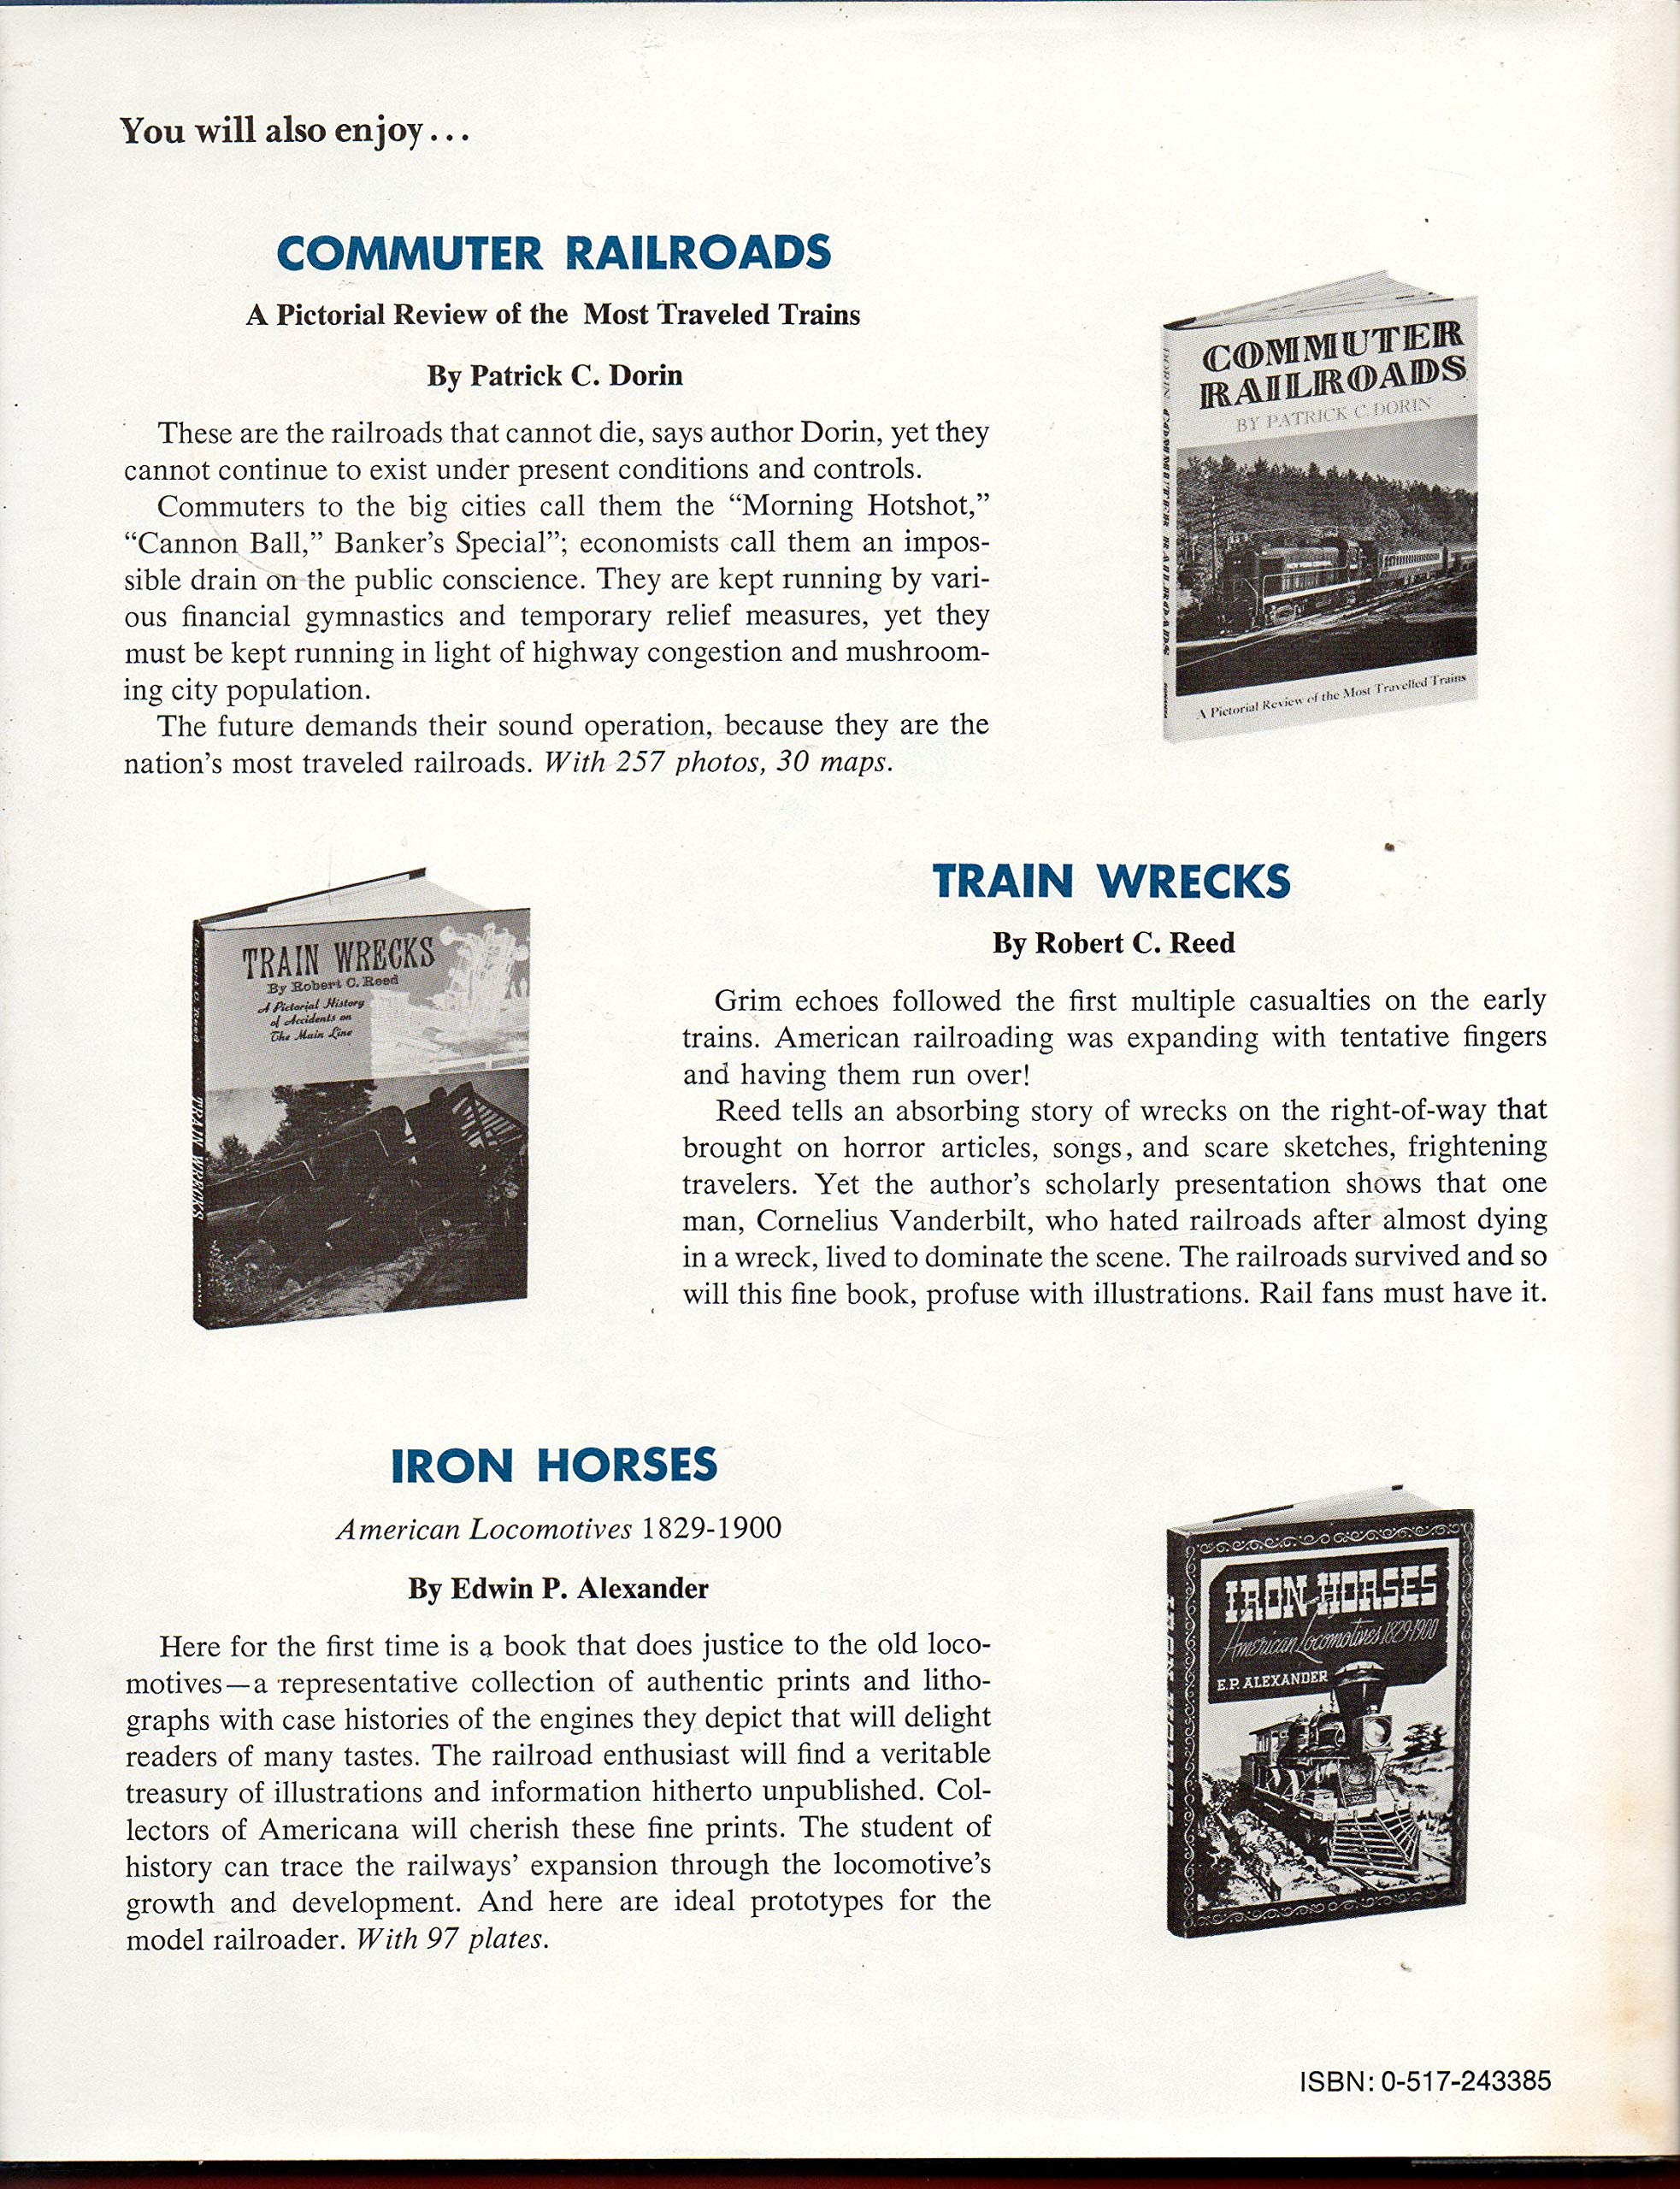 You will also enjoy...
COMMUTER RAILROADS
A Pictorial Review of the Most Traveled Trains
By Patrick C. Dorin
These are the railroads that cannot die, says author Dorin, yet they
cannot continue to exist under present conditions and controls.
Commuters to the big cities call them the “Morning Hotshot,”
“Cannon Ball,” Banker’s Special”; economists call them an impos-
sible drain on the public conscience. They are kept running by vari-
ous financial gymnastics and temporary relief measures, yet they
must be kept running in light of highway congestion and mushroom-
ing city population.
The future demands their sound operation, because they are the
nation’s most traveled railroads. With 257 photos, 30 maps.
COMMUTER
RAILROADS
BY PATRICK C. DORIN
A Pictorial Review of the Most Travelled Trains
DORIN COMMUTER RAILROADS
TRAIN WRECKS
By Robert C. Reed
A Pictorial History
of Accidents on
The Main Line
Robert C. Reed TRAIN WRECKS
TRAIN WRECKS
By Robert C. Reed
Grim echoes followed the first multiple casualties on the early
trains. American railroading was expanding with tentative fingers
and having them run over!
Reed tells an absorbing story of wrecks on the right-of-way that
brought on horror articles, songs, and scare sketches, frightening
travelers. Yet the author’s scholarly presentation shows that one
man, Cornelius Vanderbilt, who hated railroads after almost dying
in a wreck, lived to dominate the scene. The railroads survived and so
will this fine book, profuse with illustrations. Rail fans must have it.
IRON HORSES
American Locomotives 1829-1900
By Edwin P. Alexander
Here for the first time is a book that does justice to the old loco-
motives—a representative collection of authentic prints and litho-
graphs with case histories of the engines they depict that will delight
readers of many tastes. The railroad enthusiast will find a veritable
treasury of illustrations and information hitherto unpublished. Col-
lectors of Americana will cherish these fine prints. The student of
history can trace the railways’ expansion through the locomotive’s
growth and development. And here are ideal prototypes for the
model railroader. With 97 plates.
IRON HORSES
American Locomotives 1829-1900
E.P. ALEXANDER
ISBN: 0-517-243385